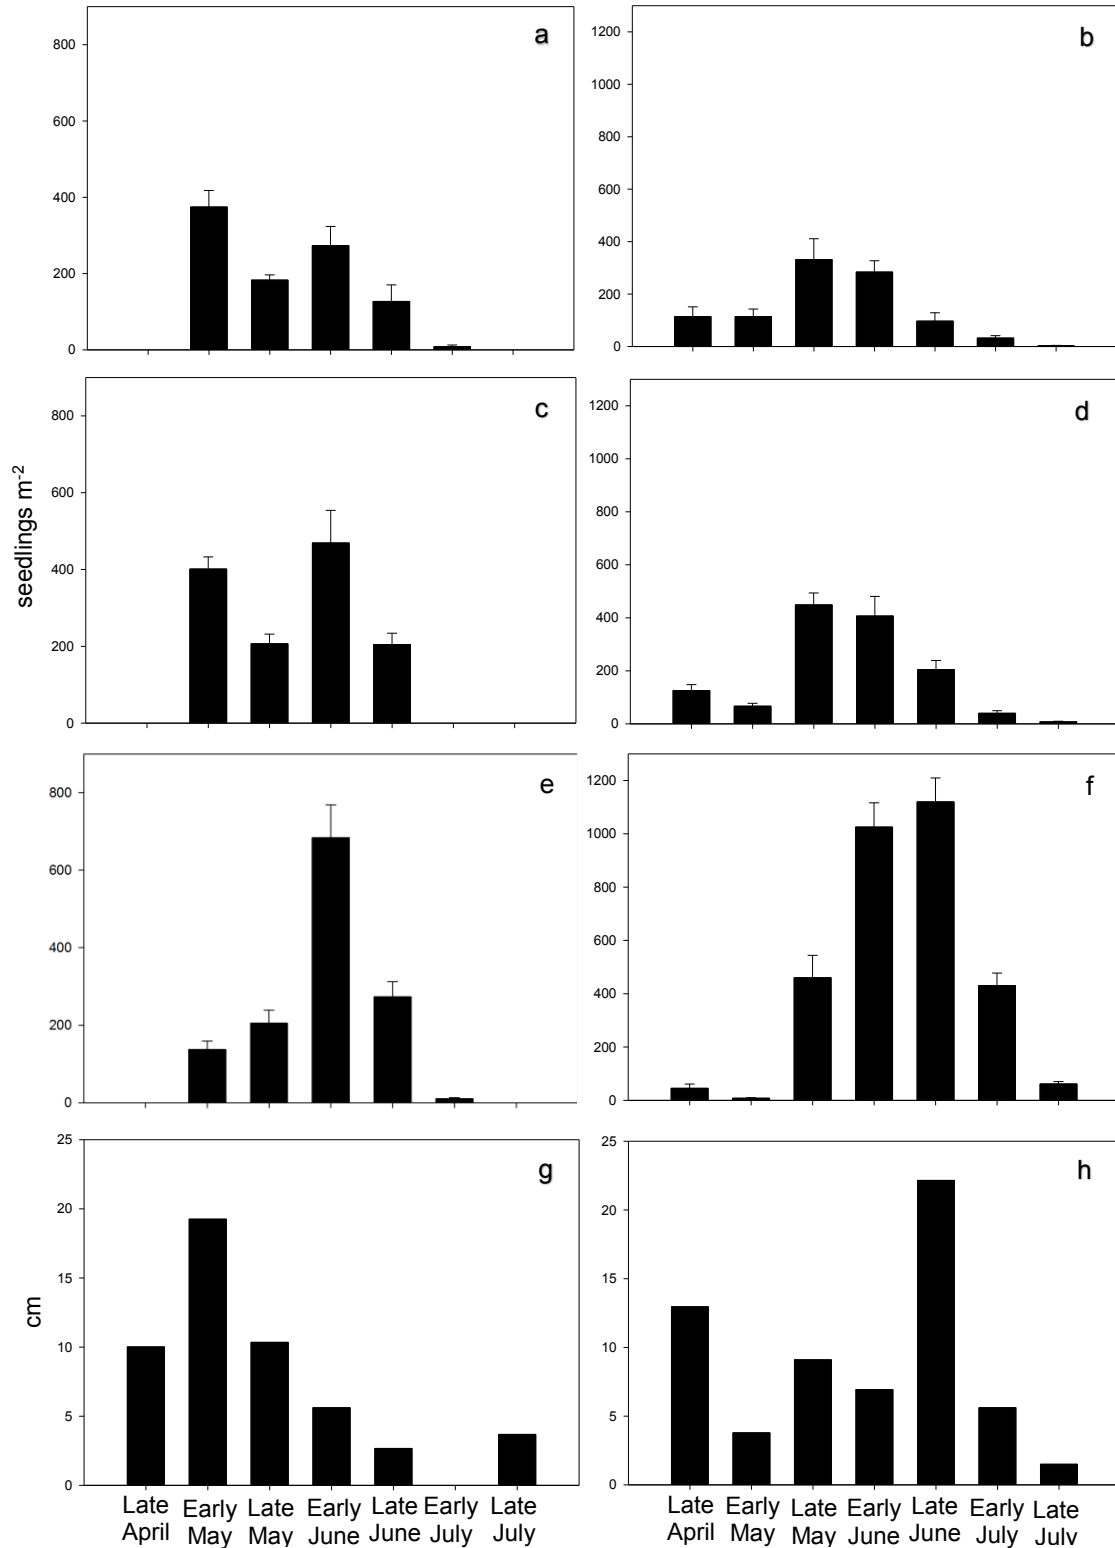 a
800
600
400
200
0
b
1200
1000
800
600
400
200
0
c
800
600
400
200
0
d
1200
1000
800
600
400
200
0
seedlings m-2
e
800
600
400
200
0
f
1200
1000
800
600
400
200
0
g
25
20
15
10
5
0
cm
h
25
20
15
10
5
0
Late April
Early May
Late May
Early June
Late June
Early July
Late July
Late April
Early May
Late May
Early June
Late June
Early July
Late July